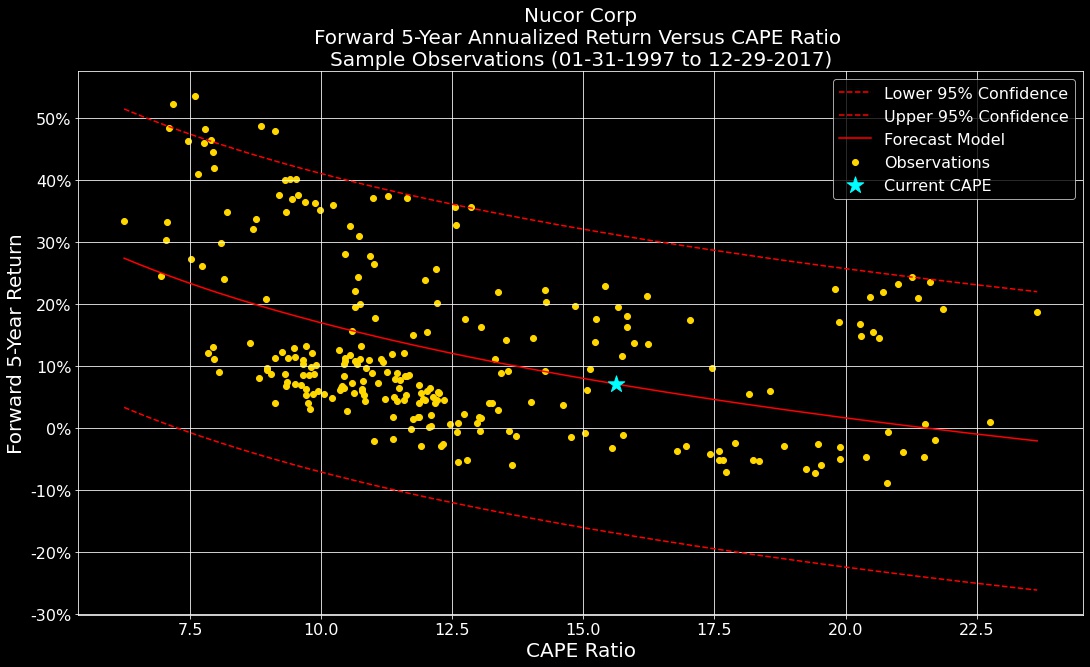 Nucor Corp
Forward 5-Year Annualized Return Versus CAPE Ratio
Sample Observations (01-31-1997 to 12-29-2017)
Lower 95% Confidence
Upper 95% Confidence
Forecast Model
Observations
Current CAPE
Forward 5-Year Return
50%
40%
30%
20%
10%
0%
-10%
-20%
-30%
7.5
10.0
12.5
15.0
17.5
20.0
22.5
CAPE Ratio